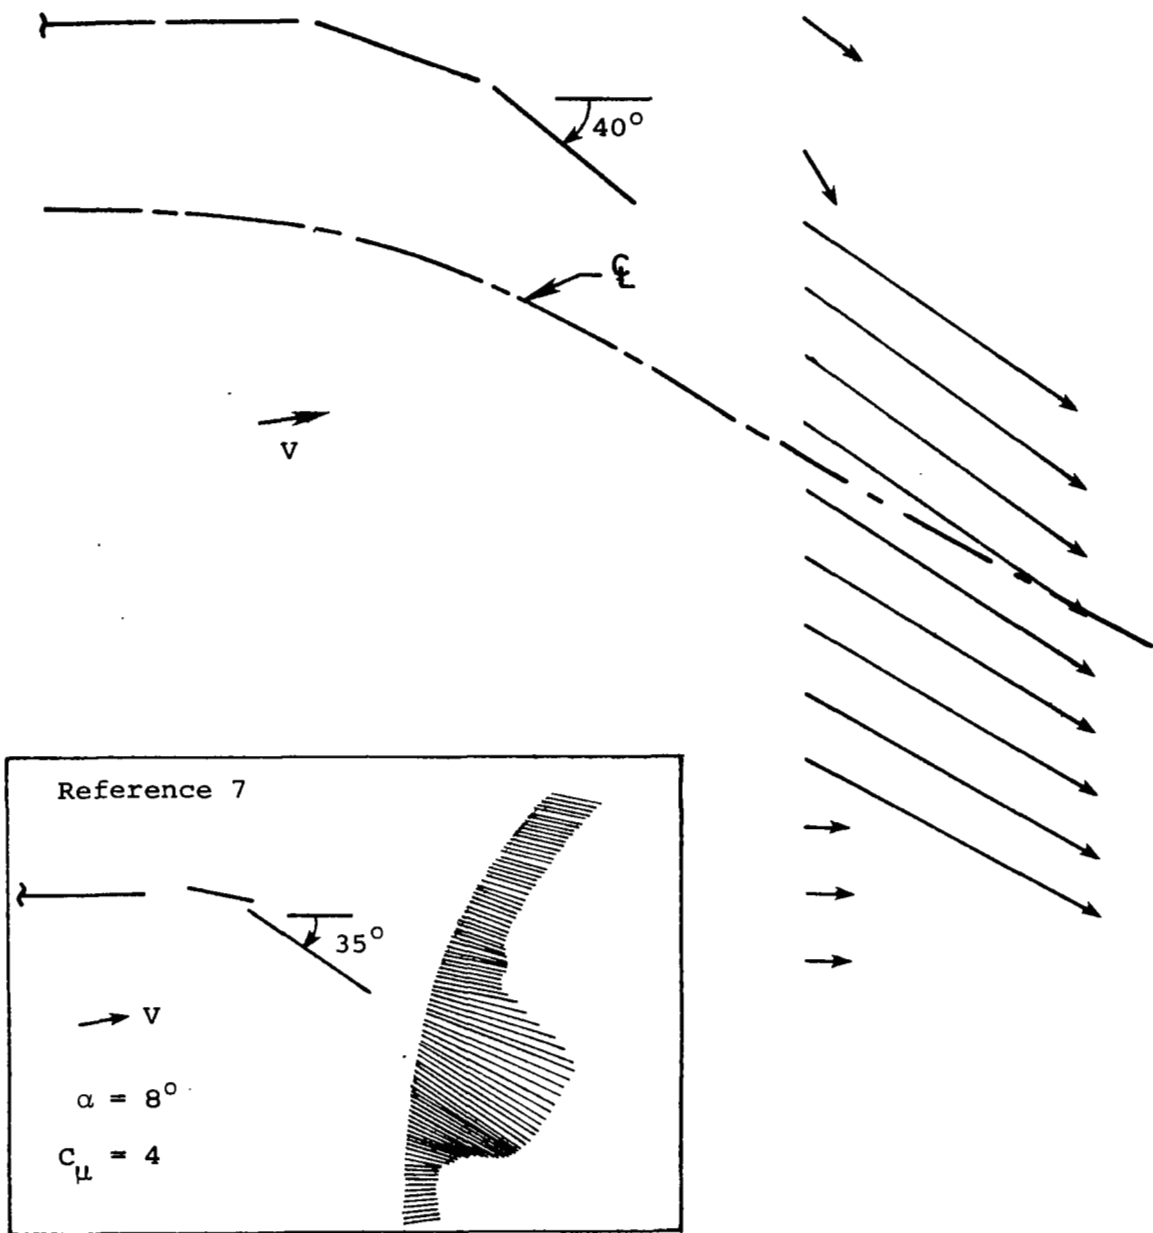 40°
℄
V
Reference 7
35°
V
α = 8°
Cμ = 4